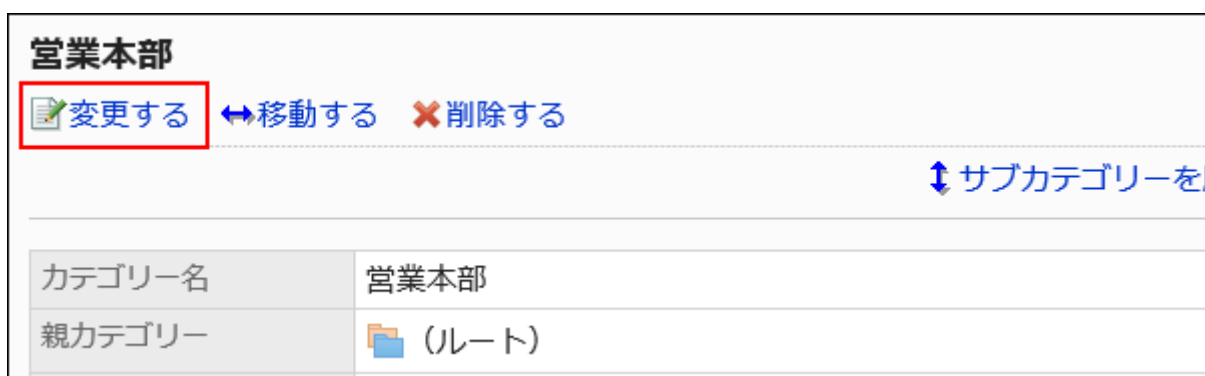 営業本部
変更する 移動する 削除する
サブカテゴリーを
カテゴリー名 営業本部
親カテゴリー (ルート)